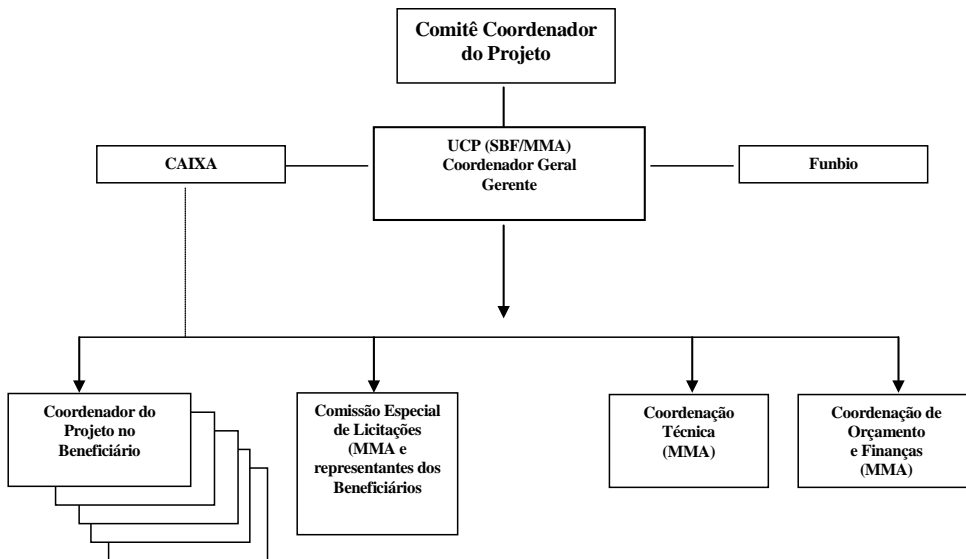 Comitê Coordenador
do Projeto
UCP (SBF/MMA)
Coordenador Geral
Gerente
CAIXA
Funbio
Coordenador do
Projeto no
Beneficiário
Comissão Especial
de Licitações
(MMA e
representantes dos
Beneficiários
Coordenação
Técnica
(MMA)
Coordenação de
Orçamento
e Finanças
(MMA)